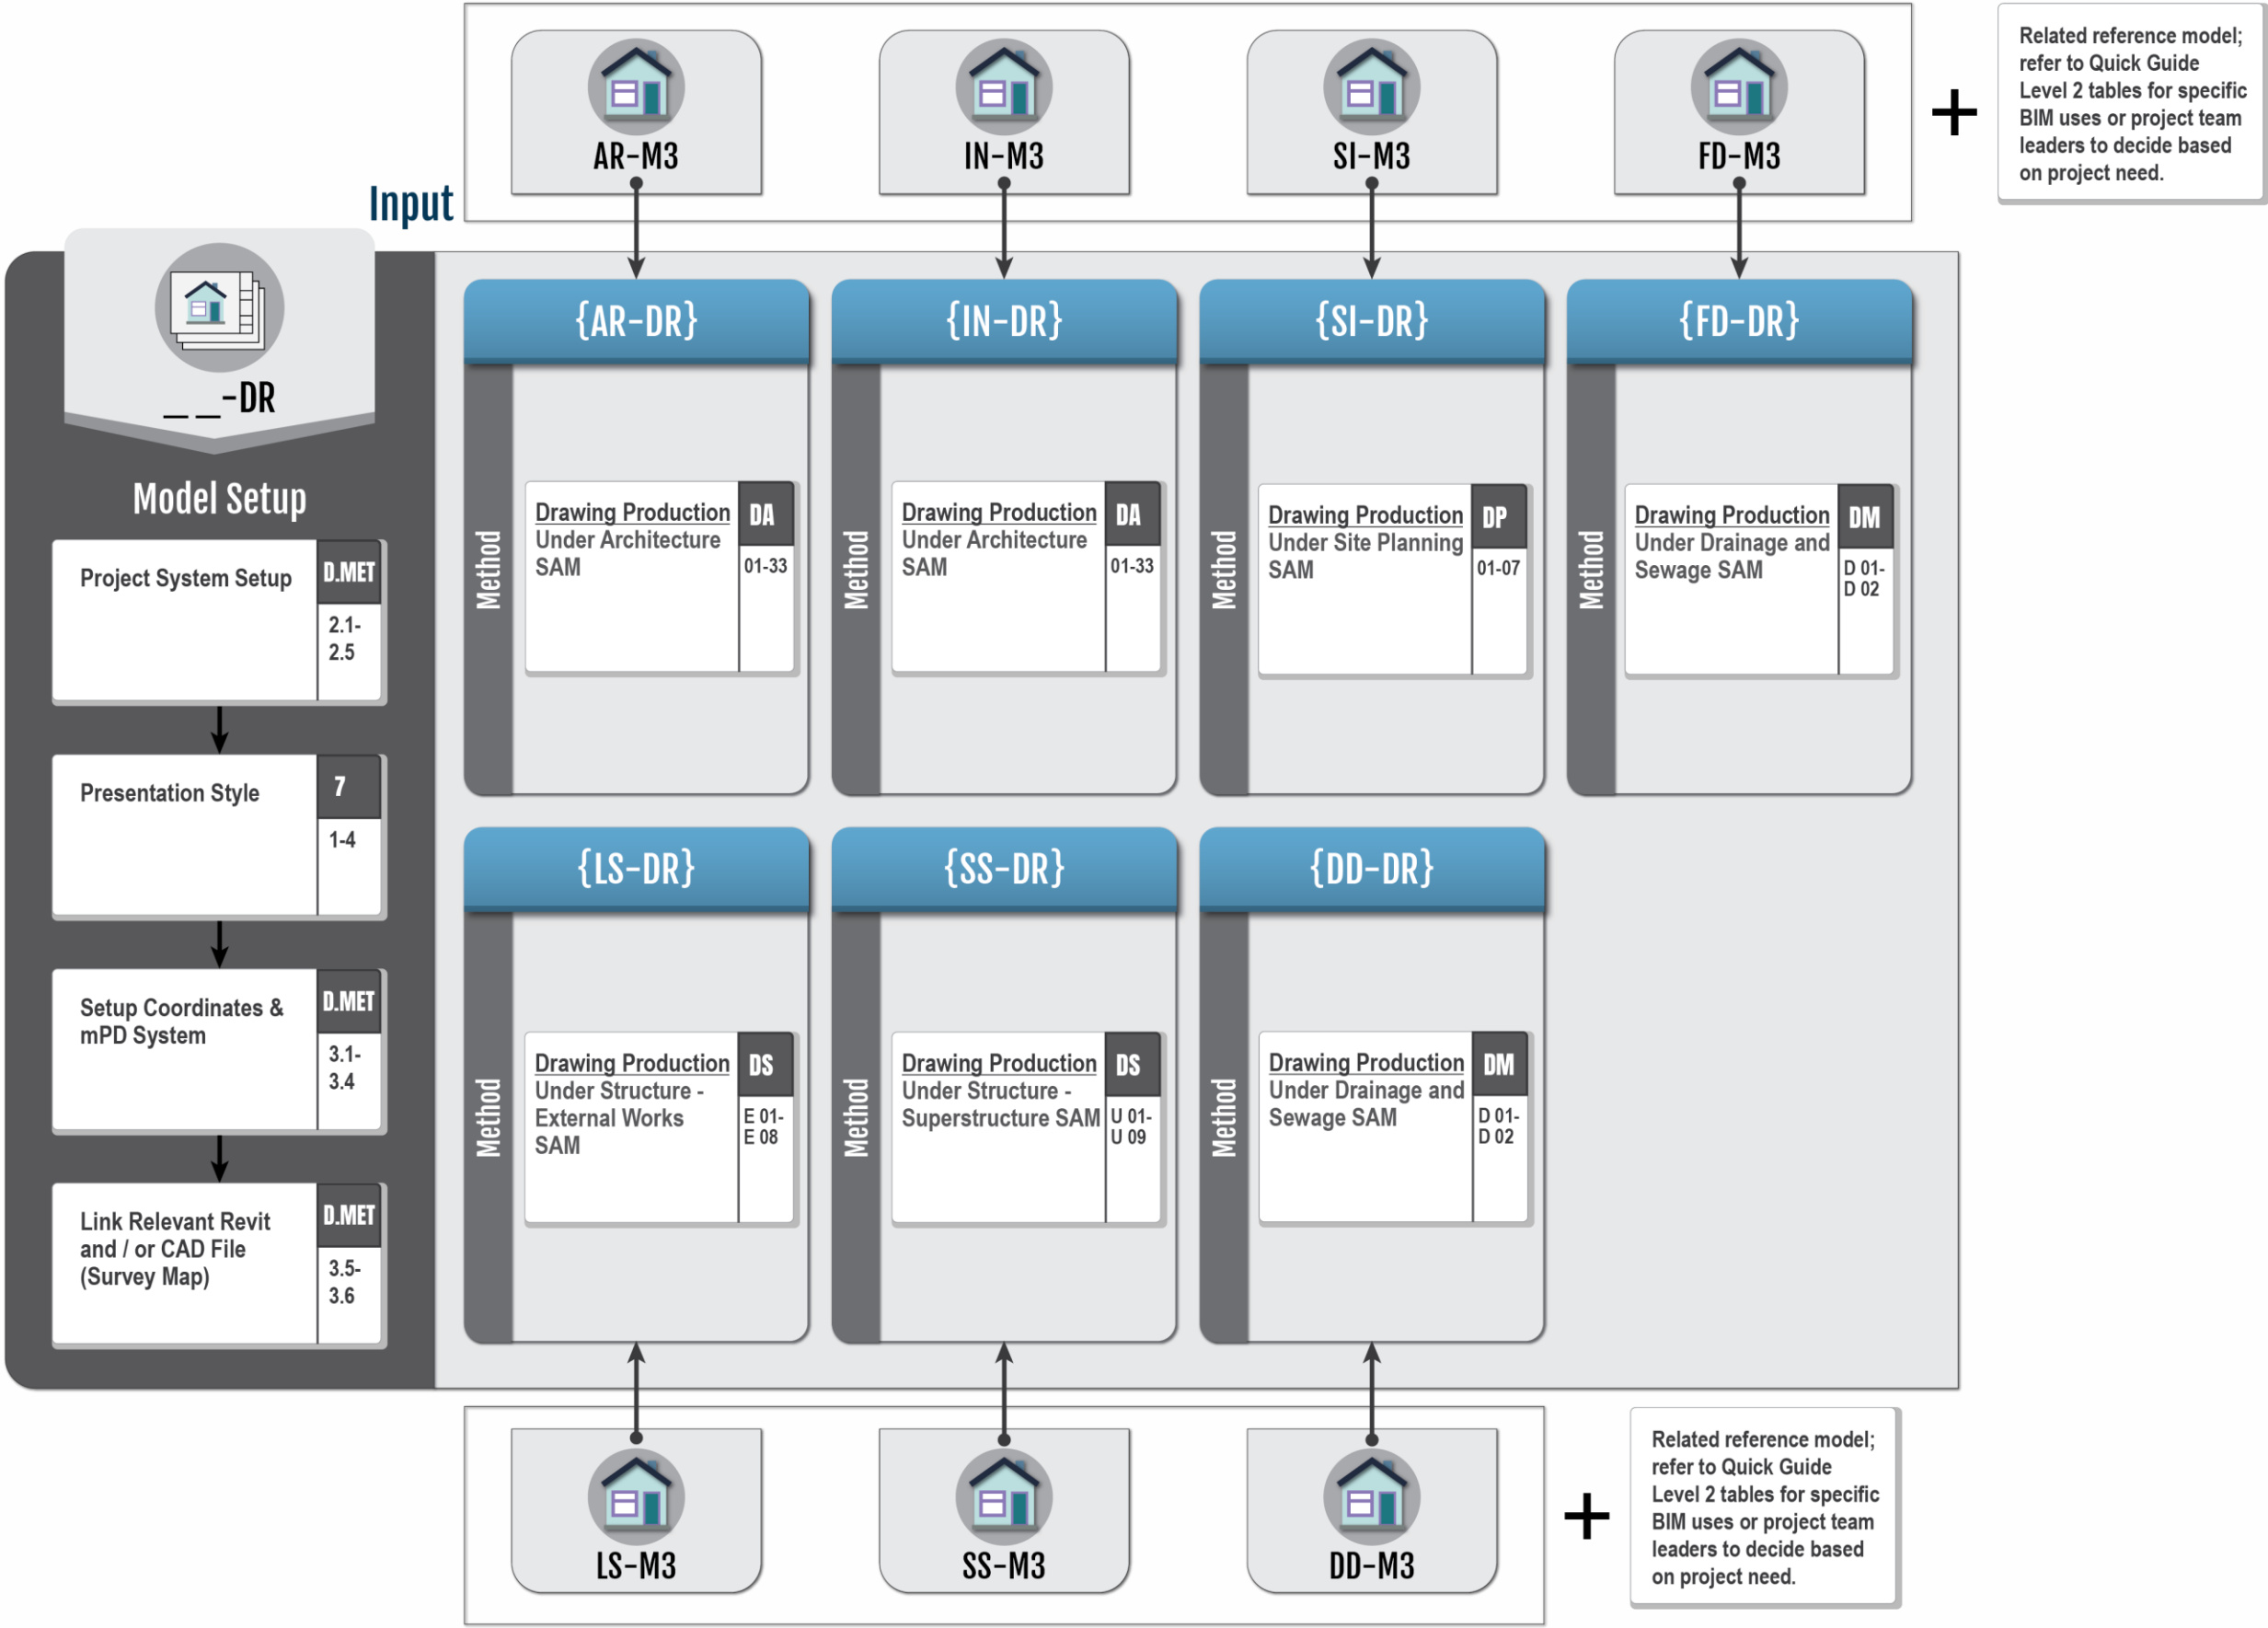 AR-M3
IN-M3
SI-M3
FD-M3
Related reference model;
refer to Quick Guide
Level 2 tables for specific
BIM uses or project team
leaders to decide based
on project need.
+
Input
_ _-DR
Model Setup
Project System Setup
D.MET
2.1-
2.5
Presentation Style
7
1-4
Setup Coordinates &
mPD System
D.MET
3.1-
3.4
Link Relevant Revit
and / or CAD File
(Survey Map)
D.MET
3.5-
3.6
{AR-DR}
Method
Drawing Production
Under Architecture
SAM
DA
01-33
{IN-DR}
Method
Drawing Production
Under Architecture
SAM
DA
01-33
{SI-DR}
Method
Drawing Production
Under Site Planning
SAM
DP
01-07
{FD-DR}
Method
Drawing Production
Under Drainage and
Sewage SAM
DM
D 01-
D 02
{LS-DR}
Method
Drawing Production
Under Structure -
External Works
SAM
DS
E 01-
E 08
{SS-DR}
Method
Drawing Production
Under Structure -
Superstructure SAM
DS
U 01-
U 09
{DD-DR}
Method
Drawing Production
Under Drainage and
Sewage SAM
DM
D 01-
D 02
LS-M3
SS-M3
DD-M3
+
Related reference model;
refer to Quick Guide
Level 2 tables for specific
BIM uses or project team
leaders to decide based
on project need.